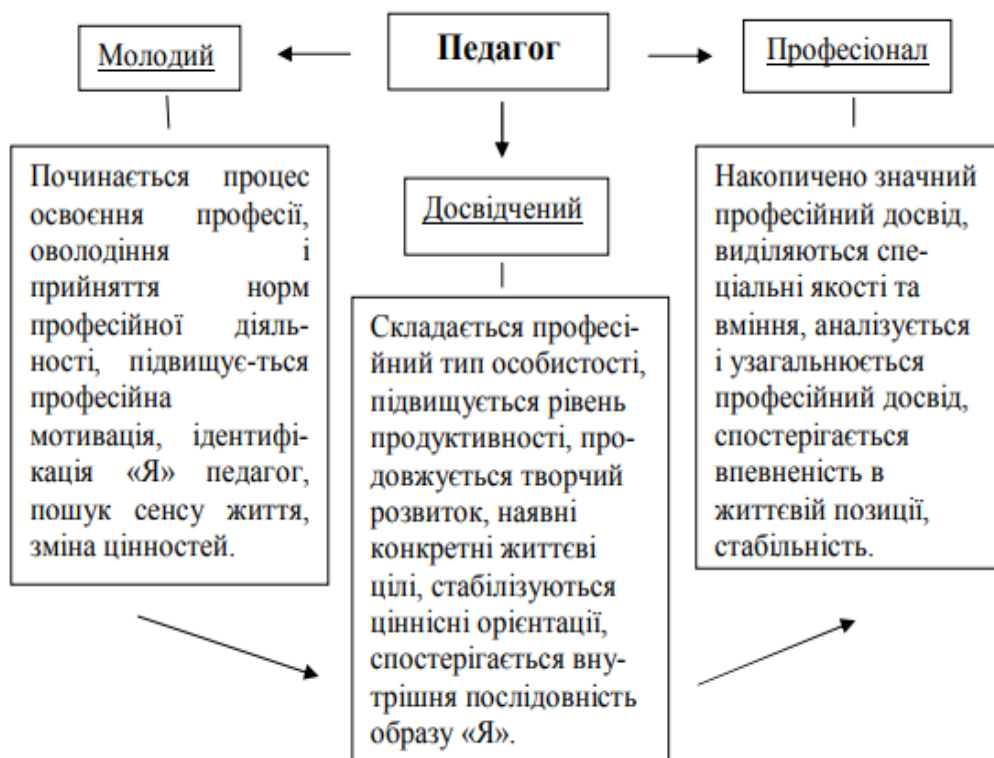 Педагог
Молодий
Починається процес
освоєння професії,
оволодіння і
прийняття норм
професійної діяль-
ності, підвищує-ться
професійна
мотивація, ідентифі-
кація «Я» педагог,
пошук сенсу життя,
зміна цінностей.
Досвідчений
Складається професі-
йний тип особистості,
підвищується рівень
продуктивності, про-
довжується творчий
розвиток, наявні
конкретні життєві
цілі, стабілізуються
ціннісні орієнтації,
спостерігається вну-
трішня послідовність
образу «Я».
Професіонал
Накопичено значний
професійний досвід,
виділяються спе-
ціальні якості та
вміння, аналізується
і узагальнюється
професійний досвід,
спостерігається
впевненість в
життєвій позиції,
стабільність.